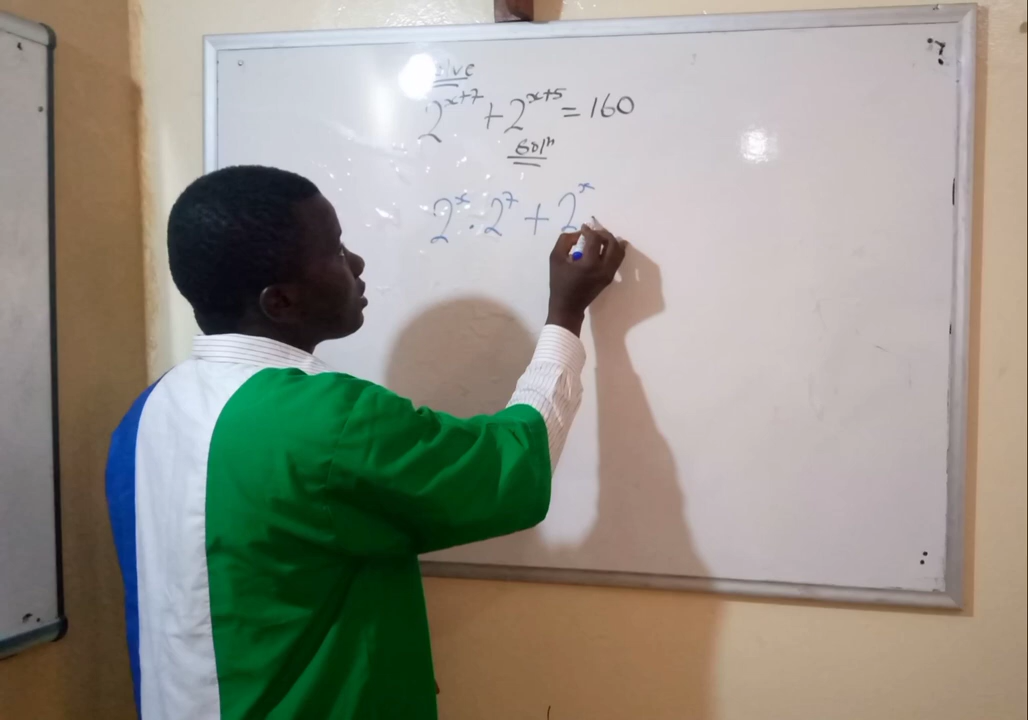 Solve
2^{x+7} + 2^{x+5} = 160
Solⁿ
2^x · 2^7 + 2^x